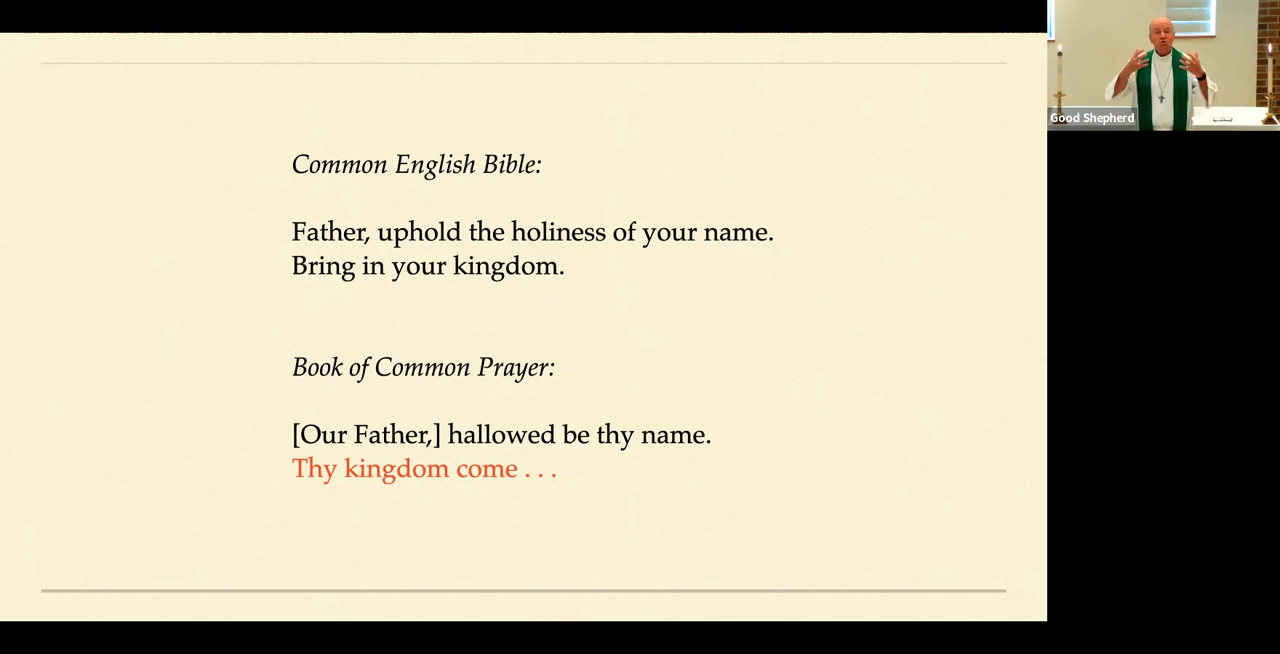 Common English Bible:
Father, uphold the holiness of your name.
Bring in your kingdom.
Book of Common Prayer:
[Our Father,] hallowed be thy name.
Thy kingdom come . . .
Good Shepherd